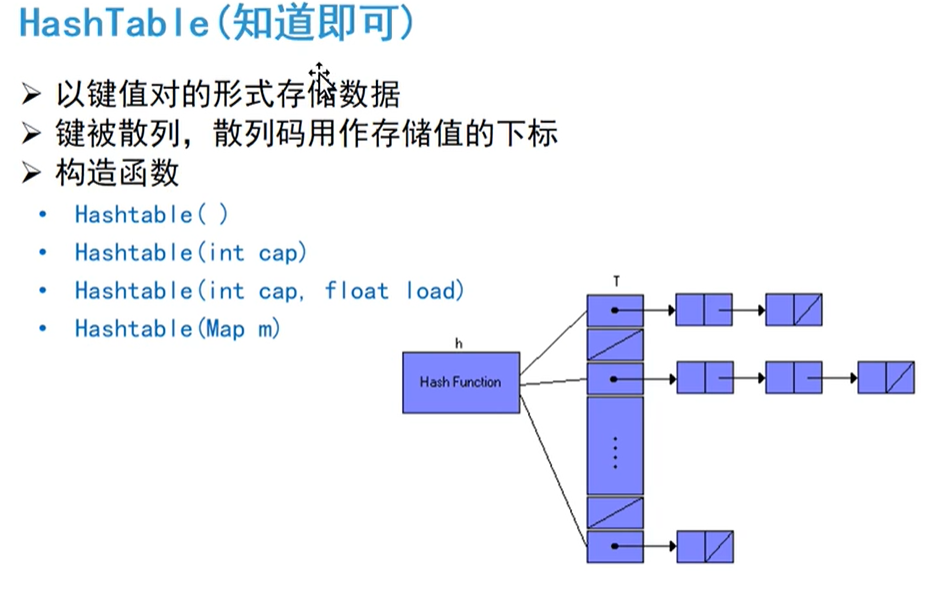 HashTable(知道即可)
➢ 以键值对的形式存储数据
➢ 键被散列，散列码用作存储值的下标
➢ 构造函数
• Hashtable( )
• Hashtable(int cap)
• Hashtable(int cap, float load)
• Hashtable(Map m)
T
h
Hash Function